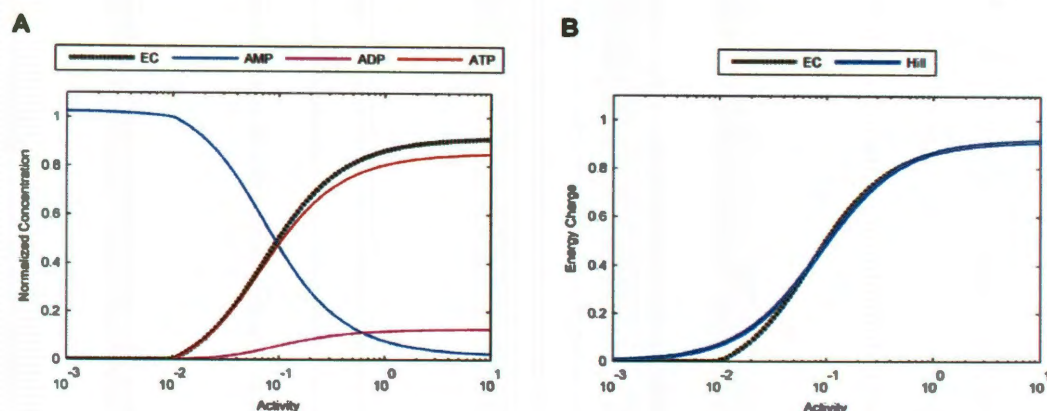 A
EC AMP ADP ATP
Normalized Concentration
1
0.8
0.6
0.4
0.2
0
10^-3 10^-2 10^-1 10^0 10^1
Activity
B
EC Hill
Energy Charge
1
0.8
0.6
0.4
0.2
0
10^-3 10^-2 10^-1 10^0 10^1
Activity